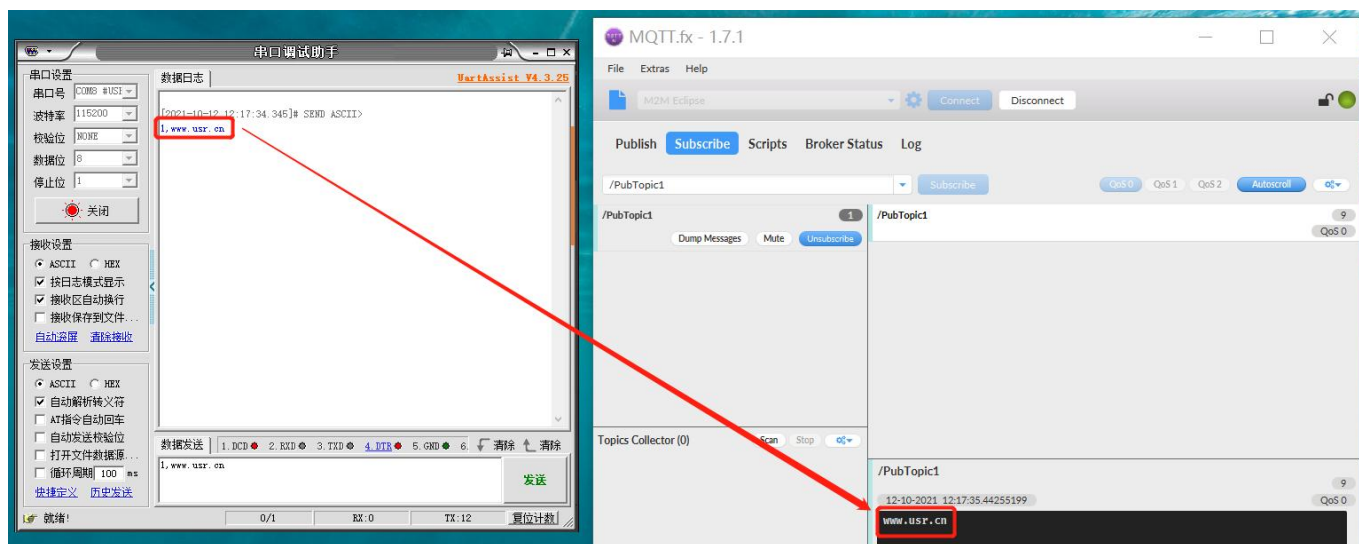 串口调试助手
串口设置
串口号 COM8 #USI
波特率 115200
校验位 NONE
数据位 8
停止位 1
关闭
接收设置
ASCII HEX
按日志模式显示
接收区自动换行
接收保存到文件...
自动滚屏 清除接收
发送设置
ASCII HEX
自动解析转义符
AT指令自动回车
自动发送校验位
打开文件数据源...
循环周期 100 ms
快捷定义 历史发送
数据日志 UartAssist V4.3.25
[2021-10-12 12:17:34.345]# SEND ASCII>
1,www.usr.cn
数据发送 1.DCD 2.RXD 3.TXD 4.DTR 5.GND 6. 清除 清除
1,www.usr.cn
发送
就绪! 0/1 RX:0 TX:12 复位计数
MQTT.fx - 1.7.1
File Extras Help
M2M Eclipse Connect Disconnect
Publish Subscribe Scripts Broker Status Log
/PubTopic1 Subscribe QoS 0 QoS 1 QoS 2 Autoscroll
/PubTopic1 1
Dump Messages Mute Unsubscribe
/PubTopic1 9
QoS 0
Topics Collector (0) Scan Stop
/PubTopic1
9
12-10-2021 12:17:35.44255199 QoS 0
www.usr.cn